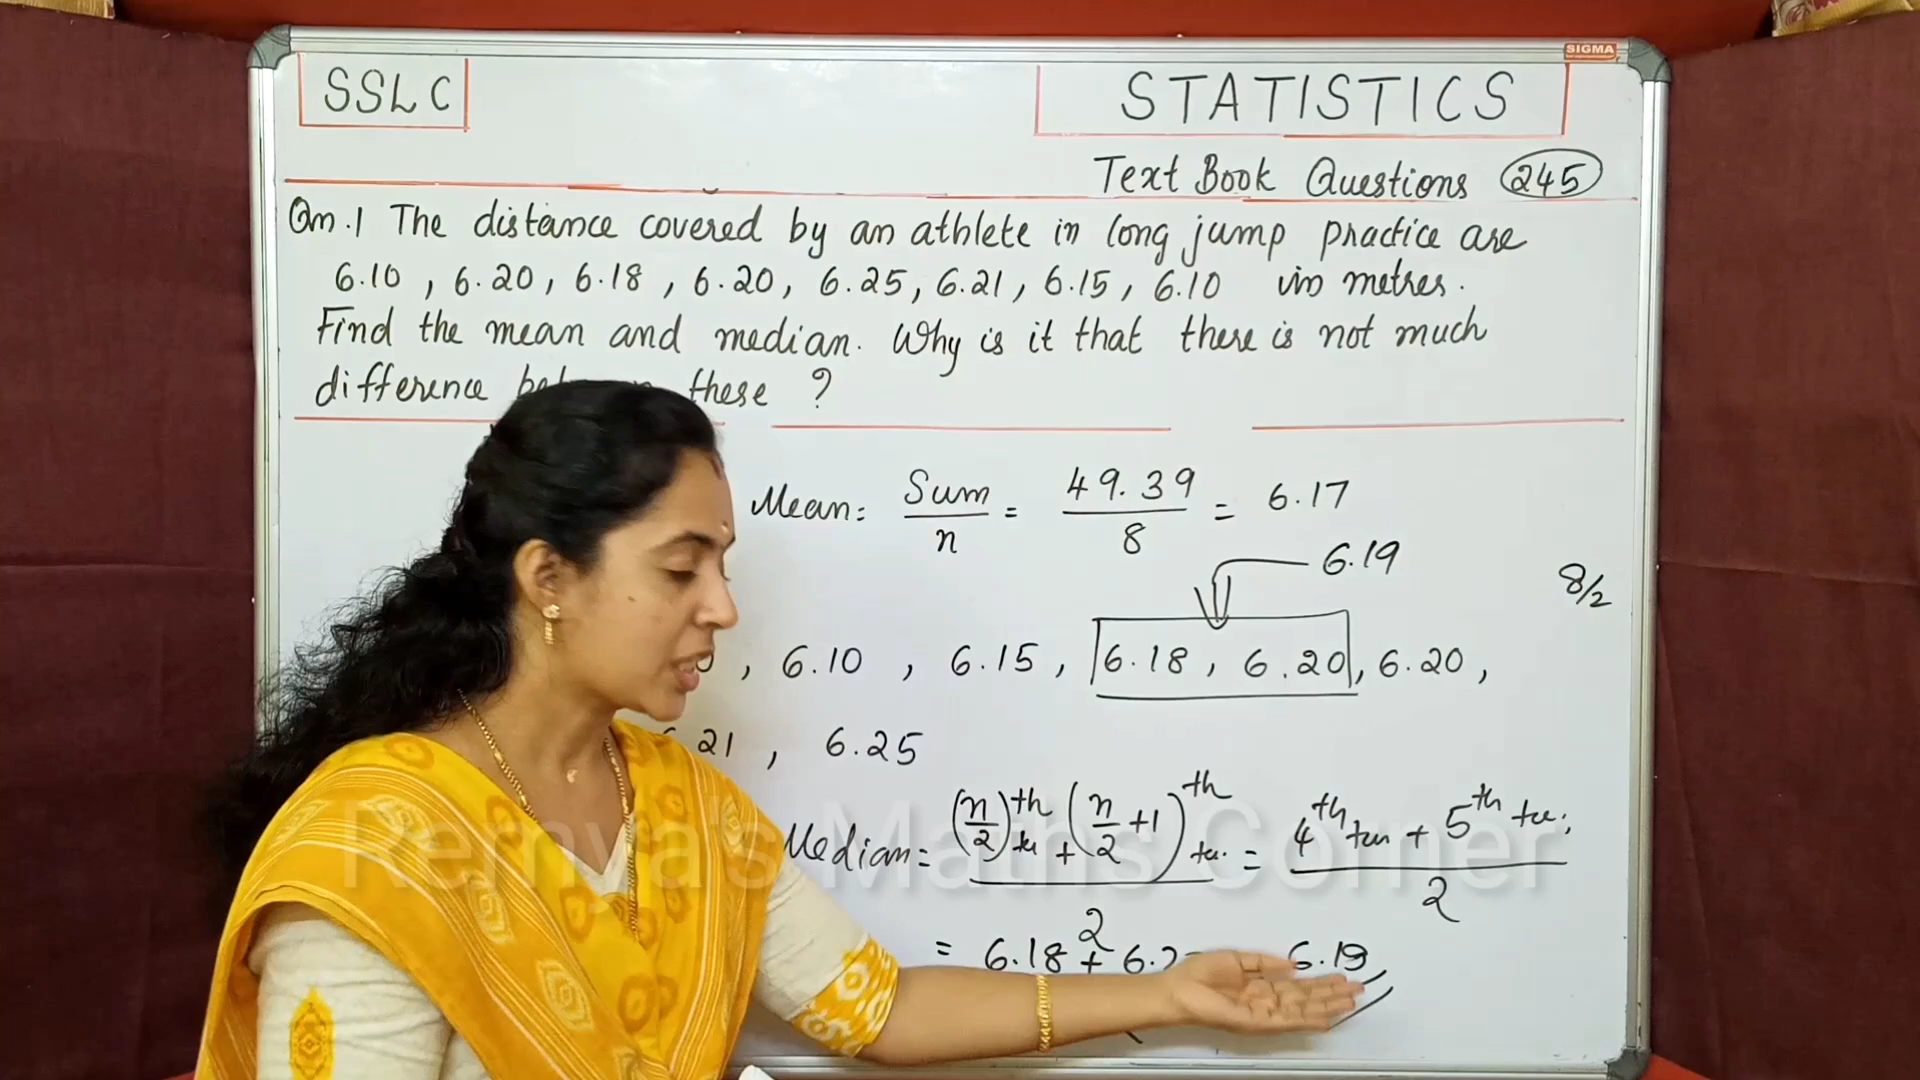 SIGMA
SSLC
STATISTICS
Text Book Questions 245
Qn.1 The distance covered by an athlete in long jump practice are
6.10 , 6.20, 6.18 , 6.20, 6.25, 6.21, 6.15, 6.10 in metres.
Find the mean and median. Why is it that there is not much
difference these ?
Mean = Sum/n = 49.39/8 = 6.17
6.19
8/2
, 6.10 , 6.15 , 6.18 , 6.20 , 6.20 ,
21 , 6.25
Median = ((n/2)th te + (n/2 +1)th te.)/2 = (4th term + 5th te.)/2
= 6.18 + 6.2 6.19
Remya's Maths Corner